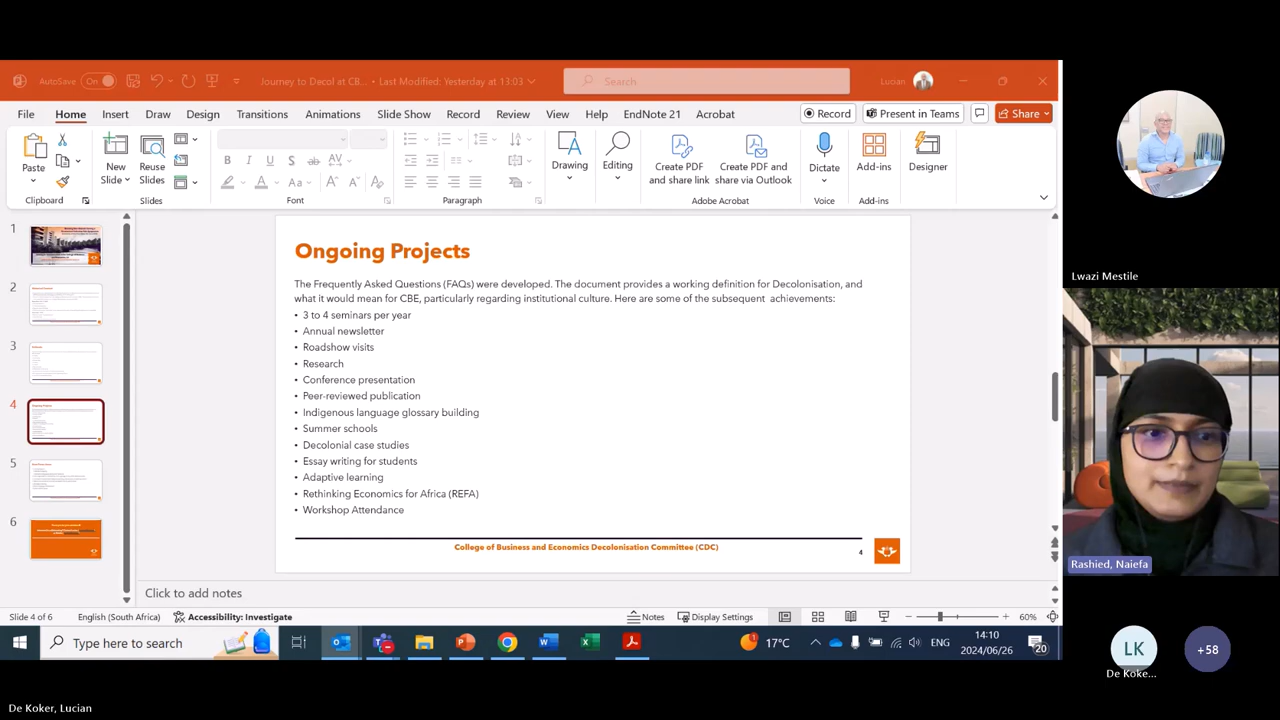 AutoSave On
Journey to Decol at CB... • Last Modified: Yesterday at 13:03
Search
Lucian
File Home Insert Draw Design Transitions Animations Slide Show Record Review View Help EndNote 21 Acrobat
Record
Present in Teams
Share
Paste
New Slide
Reuse Slides
Drawing
Editing
Create PDF and share link
Create PDF and share via Outlook
Dictate
Add-ins
Designer
Clipboard
Slides
Font
Paragraph
Adobe Acrobat
Voice
Add-ins
1
2
3
4
5
6
Ongoing Projects
The Frequently Asked Questions (FAQs) were developed. The document provides a working definition for Decolonisation, and
what it would mean for CBE, particularly regarding institutional culture. Here are some of the subsequent achievements:
• 3 to 4 seminars per year
• Annual newsletter
• Roadshow visits
• Research
• Conference presentation
• Peer-reviewed publication
• Indigenous language glossary building
• Summer schools
• Decolonial case studies
• Essay writing for students
• Adaptive learning
• Rethinking Economics for Africa (REFA)
• Workshop Attendance
College of Business and Economics Decolonisation Committee (CDC)
4
Click to add notes
Slide 4 of 6
English (South Africa)
Accessibility: Investigate
Notes
Display Settings
60%
Type here to search
17°C
ENG
14:10
2024/06/26
20
Lwazi Mestile
Rashied, Naiefa
LK
De Koke...
+58
De Koker, Lucian